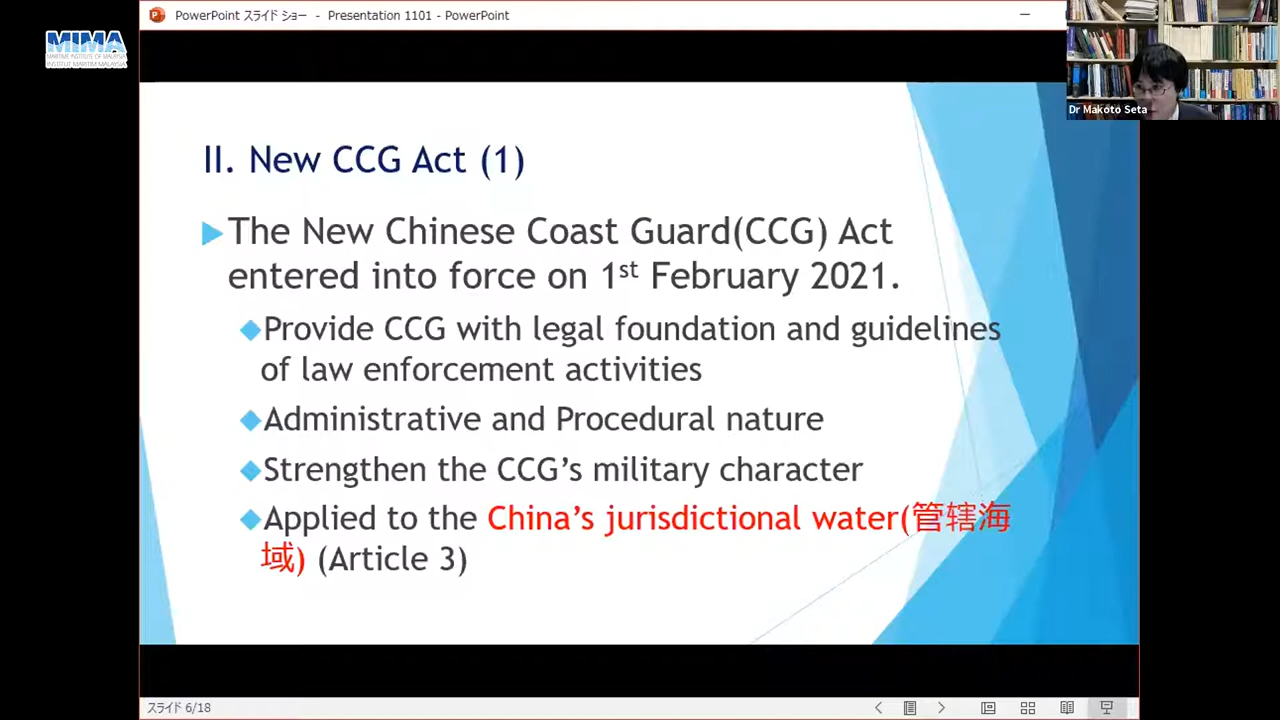 PowerPoint スライド ショー - Presentation 1101 - PowerPoint
MIMA
MARITIME INSTITUTE OF MALAYSIA
INSTITUT MARITIM MALAYSIA
Dr Makoto Seta
II. New CCG Act (1)
The New Chinese Coast Guard(CCG) Act
entered into force on 1st February 2021.
Provide CCG with legal foundation and guidelines
of law enforcement activities
Administrative and Procedural nature
Strengthen the CCG's military character
Applied to the China's jurisdictional water(管辖海
域) (Article 3)
スライド 6/18